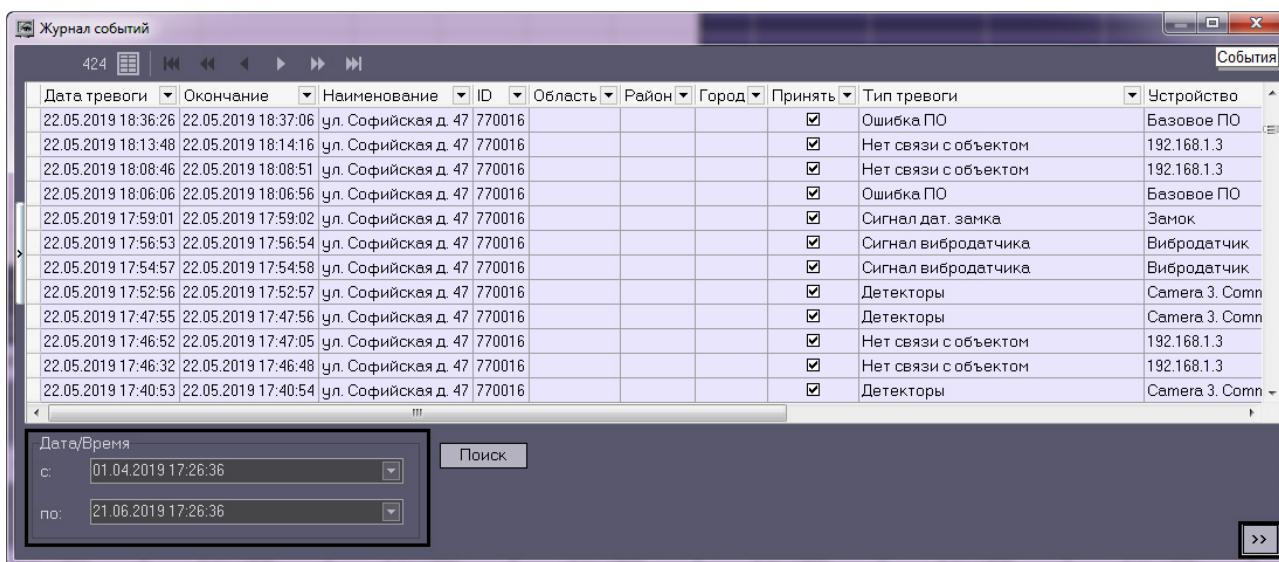 Журнал событий
424
События
Дата тревоги Окончание Наименование ID Область Район Город Принять Тип тревоги Устройство
22.05.2019 18:36:26 22.05.2019 18:37:06 ул. Софийская д. 47 770016 Ошибка ПО Базовое ПО
22.05.2019 18:13:48 22.05.2019 18:14:16 ул. Софийская д. 47 770016 Нет связи с объектом 192.168.1.3
22.05.2019 18:08:46 22.05.2019 18:08:51 ул. Софийская д. 47 770016 Нет связи с объектом 192.168.1.3
22.05.2019 18:06:06 22.05.2019 18:06:56 ул. Софийская д. 47 770016 Ошибка ПО Базовое ПО
22.05.2019 17:59:01 22.05.2019 17:59:02 ул. Софийская д. 47 770016 Сигнал дат. замка Замок
22.05.2019 17:56:53 22.05.2019 17:56:54 ул. Софийская д. 47 770016 Сигнал вибродатчика Вибродатчик
22.05.2019 17:54:57 22.05.2019 17:54:58 ул. Софийская д. 47 770016 Сигнал вибродатчика Вибродатчик
22.05.2019 17:52:56 22.05.2019 17:52:57 ул. Софийская д. 47 770016 Детекторы Camera 3. Comn
22.05.2019 17:47:55 22.05.2019 17:47:56 ул. Софийская д. 47 770016 Детекторы Camera 3. Comn
22.05.2019 17:46:52 22.05.2019 17:47:05 ул. Софийская д. 47 770016 Нет связи с объектом 192.168.1.3
22.05.2019 17:46:32 22.05.2019 17:46:48 ул. Софийская д. 47 770016 Нет связи с объектом 192.168.1.3
22.05.2019 17:40:53 22.05.2019 17:40:54 ул. Софийская д. 47 770016 Детекторы Camera 3. Comn
Дата/Время
с: 01.04.2019 17:26:36
по: 21.06.2019 17:26:36
Поиск
>>